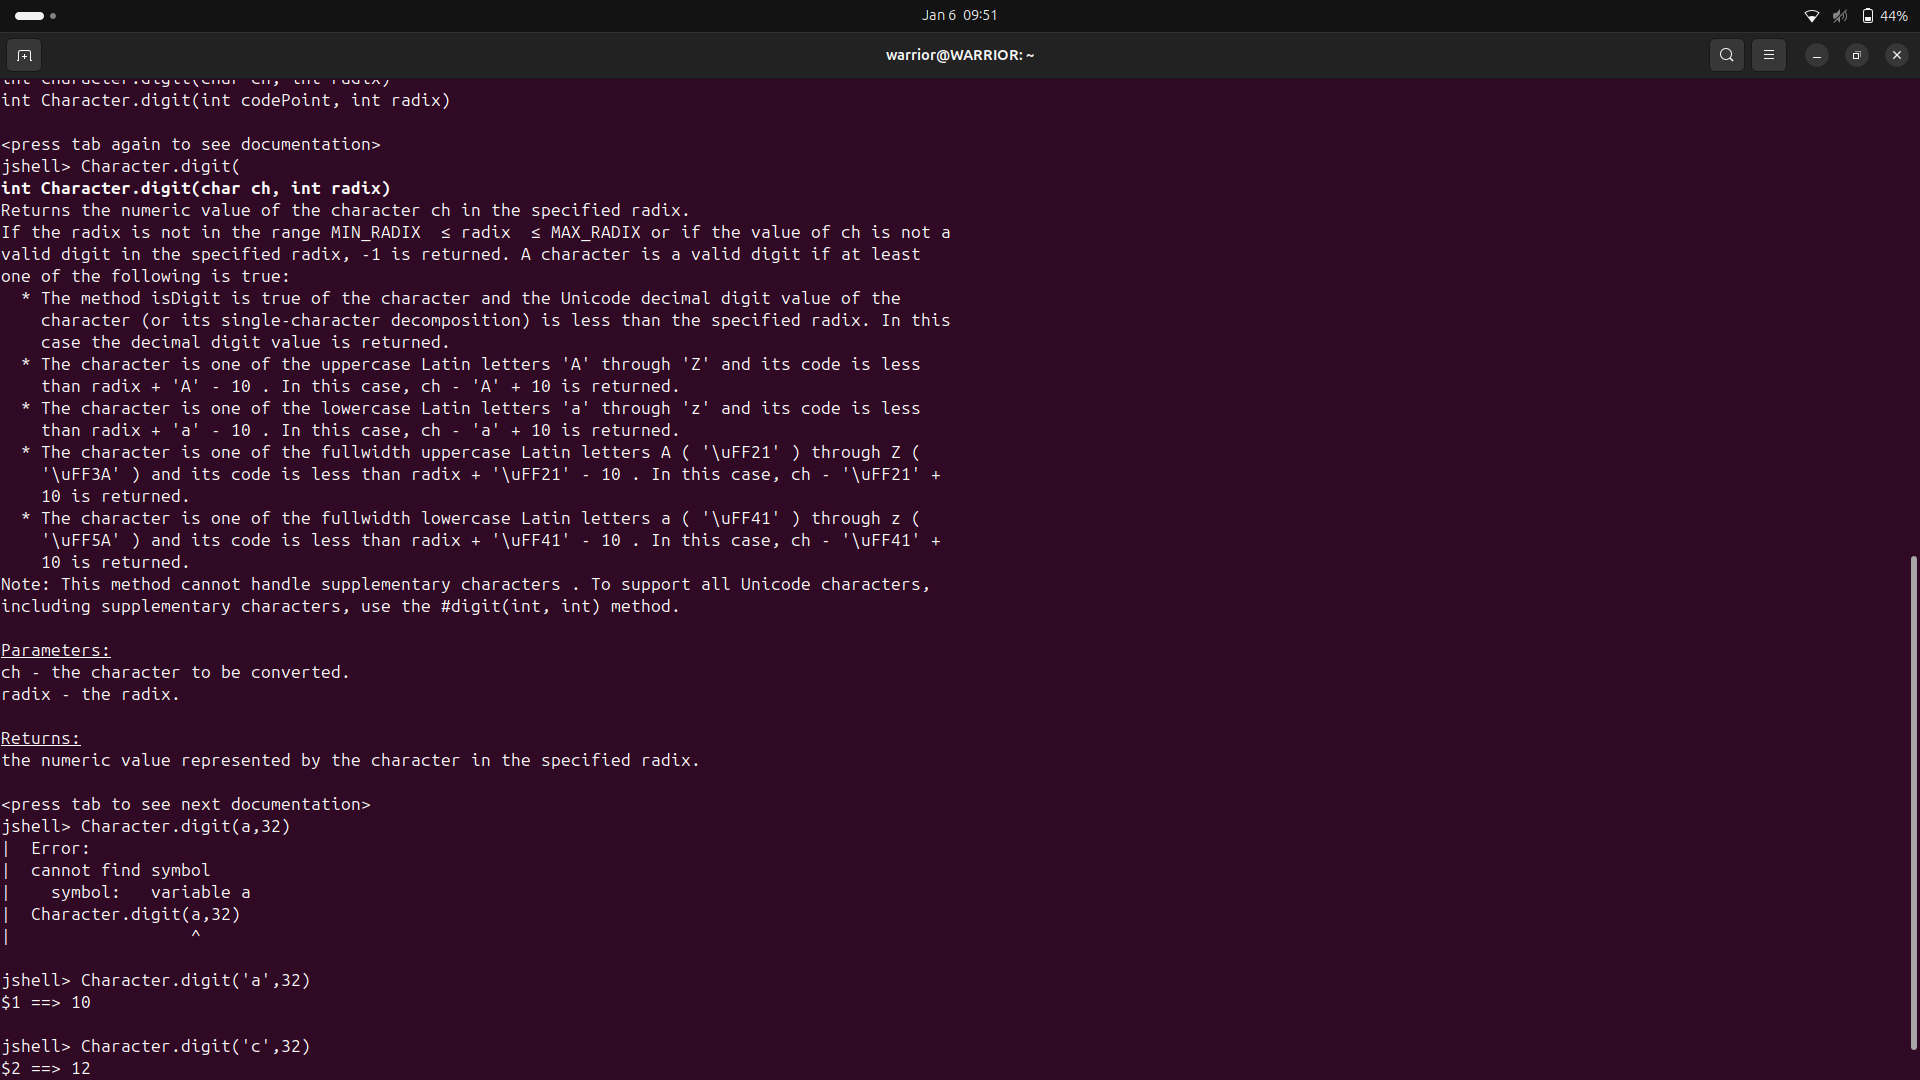 Jan 6 09:51
44%
warrior@WARRIOR: ~
int Character.digit(char ch, int radix)
int Character.digit(int codePoint, int radix)
<press tab again to see documentation>
jshell> Character.digit(
int Character.digit(char ch, int radix)
Returns the numeric value of the character ch in the specified radix.
If the radix is not in the range MIN_RADIX  ≤ radix  ≤ MAX_RADIX or if the value of ch is not a
valid digit in the specified radix, -1 is returned. A character is a valid digit if at least
one of the following is true:
  * The method isDigit is true of the character and the Unicode decimal digit value of the
    character (or its single-character decomposition) is less than the specified radix. In this
    case the decimal digit value is returned.
  * The character is one of the uppercase Latin letters 'A' through 'Z' and its code is less
    than radix + 'A' - 10 . In this case, ch - 'A' + 10 is returned.
  * The character is one of the lowercase Latin letters 'a' through 'z' and its code is less
    than radix + 'a' - 10 . In this case, ch - 'a' + 10 is returned.
  * The character is one of the fullwidth uppercase Latin letters A ( '\uFF21' ) through Z (
    '\uFF3A' ) and its code is less than radix + '\uFF21' - 10 . In this case, ch - '\uFF21' +
    10 is returned.
  * The character is one of the fullwidth lowercase Latin letters a ( '\uFF41' ) through z (
    '\uFF5A' ) and its code is less than radix + '\uFF41' - 10 . In this case, ch - '\uFF41' +
    10 is returned.
Note: This method cannot handle supplementary characters . To support all Unicode characters,
including supplementary characters, use the #digit(int, int) method.
Parameters:
ch - the character to be converted.
radix - the radix.
Returns:
the numeric value represented by the character in the specified radix.
<press tab to see next documentation>
jshell> Character.digit(a,32)
|  Error:
|  cannot find symbol
|    symbol:   variable a
|  Character.digit(a,32)
|                  ^
jshell> Character.digit('a',32)
$1 ==> 10
jshell> Character.digit('c',32)
$2 ==> 12